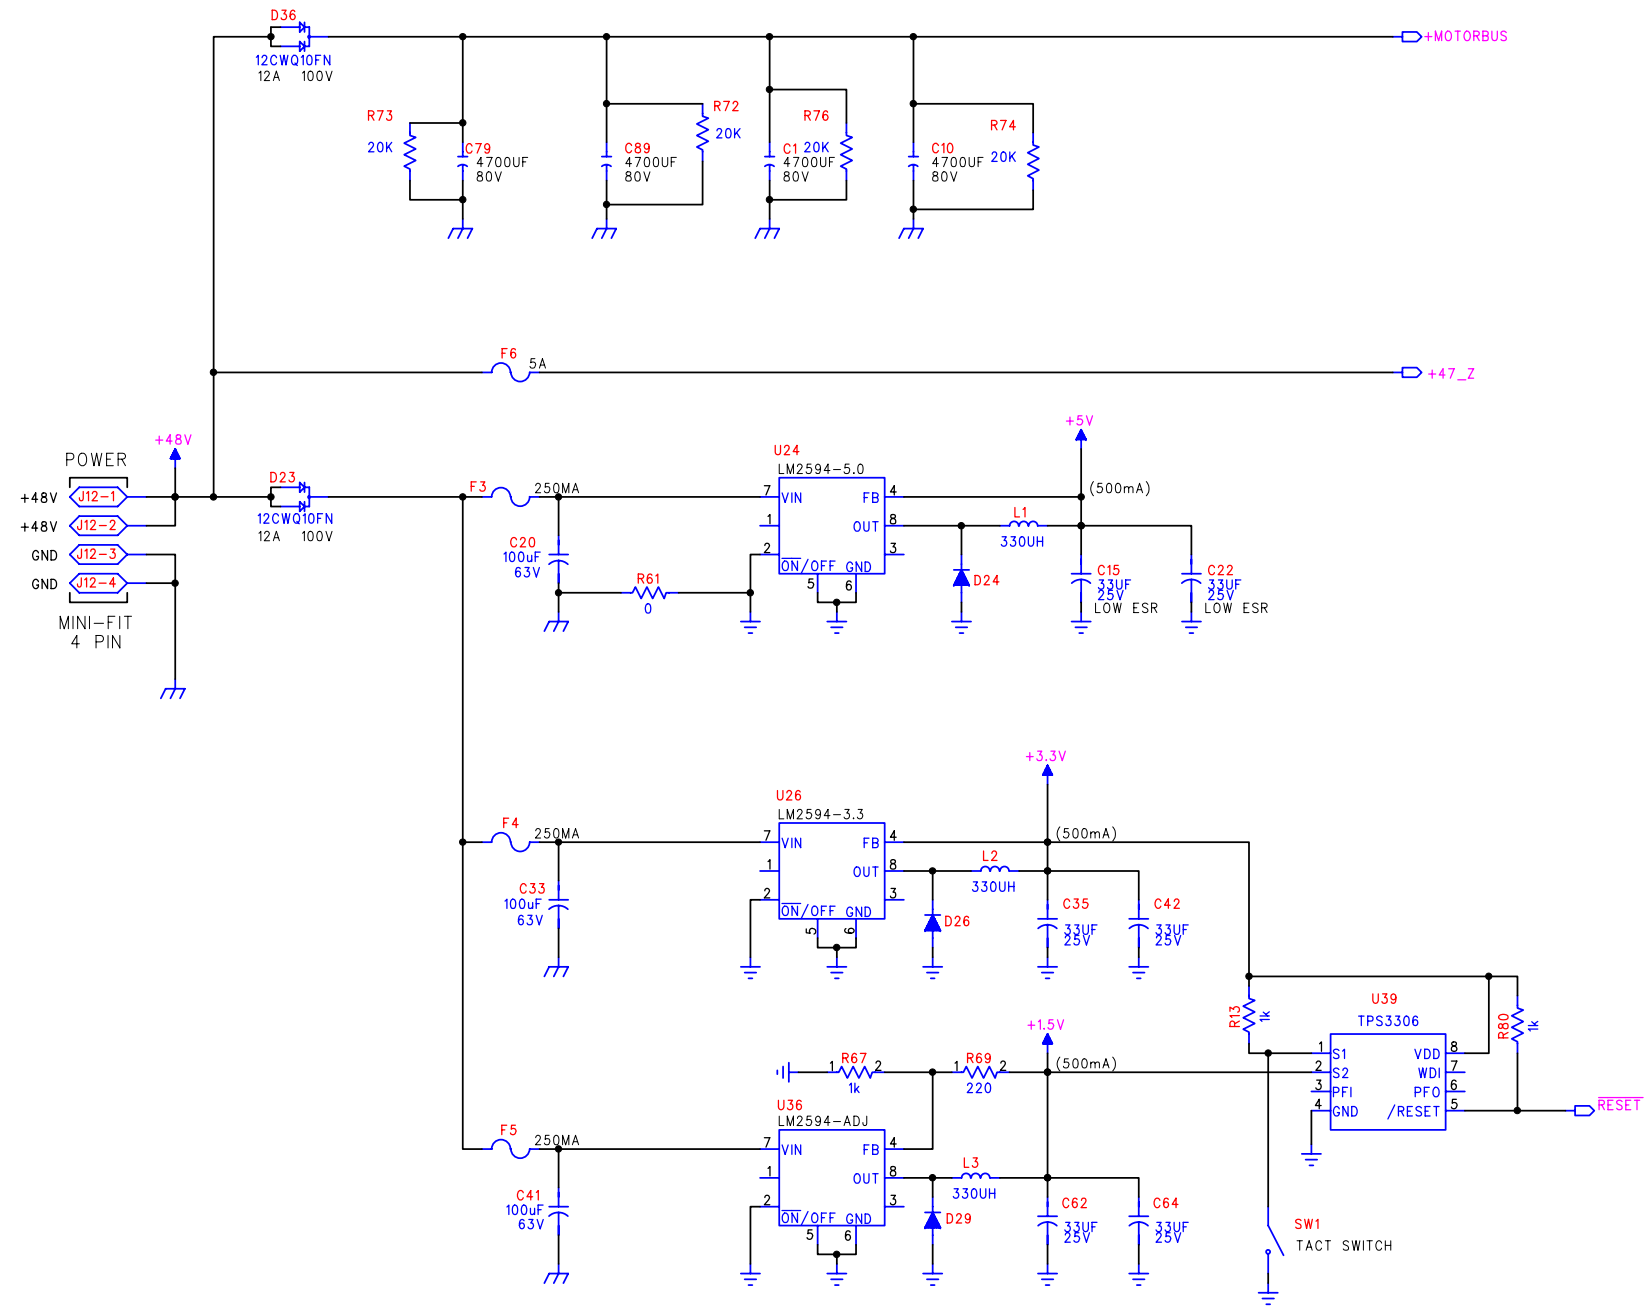 D36
12CWQ10FN
12A 100V
+MOTORBUS
R73
20K
C79
4700UF
80V
C89
4700UF
80V
R72
20K
C1
4700UF
80V
R76
20K
C10
4700UF
80V
R74
20K
F6
5A
+47_Z
+48V
POWER
+48V J12-1
+48V J12-2
GND J12-3
GND J12-4
MINI-FIT
4 PIN
D23
12CWQ10FN
12A 100V
F3
250MA
C20
100uF
63V
R61
0
U24
LM2594-5.0
7 VIN FB 4
1 OUT 8
2 3
ON/OFF GND
5 6
+5V
(500mA)
L1
330UH
D24
C15
33UF
25V
LOW ESR
C22
33UF
25V
LOW ESR
F4
250MA
C33
100uF
63V
U26
LM2594-3.3
7 VIN FB 4
1 OUT 8
2 3
ON/OFF GND
5 6
+3.3V
(500mA)
L2
330UH
D26
C35
33UF
25V
C42
33UF
25V
F5
250MA
C41
100uF
63V
1 R67 2
1k
1 R69 2
220
U36
LM2594-ADJ
7 VIN FB 4
1 OUT 8
2 3
ON/OFF GND
5 6
+1.5V
(500mA)
L3
330UH
D29
C62
33UF
25V
C64
33UF
25V
R13
1k
U39
TPS3306
1 S1 VDD 8
2 S2 WDI 7
3 PFI PFO 6
4 GND /RESET 5
R80
1k
RESET
SW1
TACT SWITCH